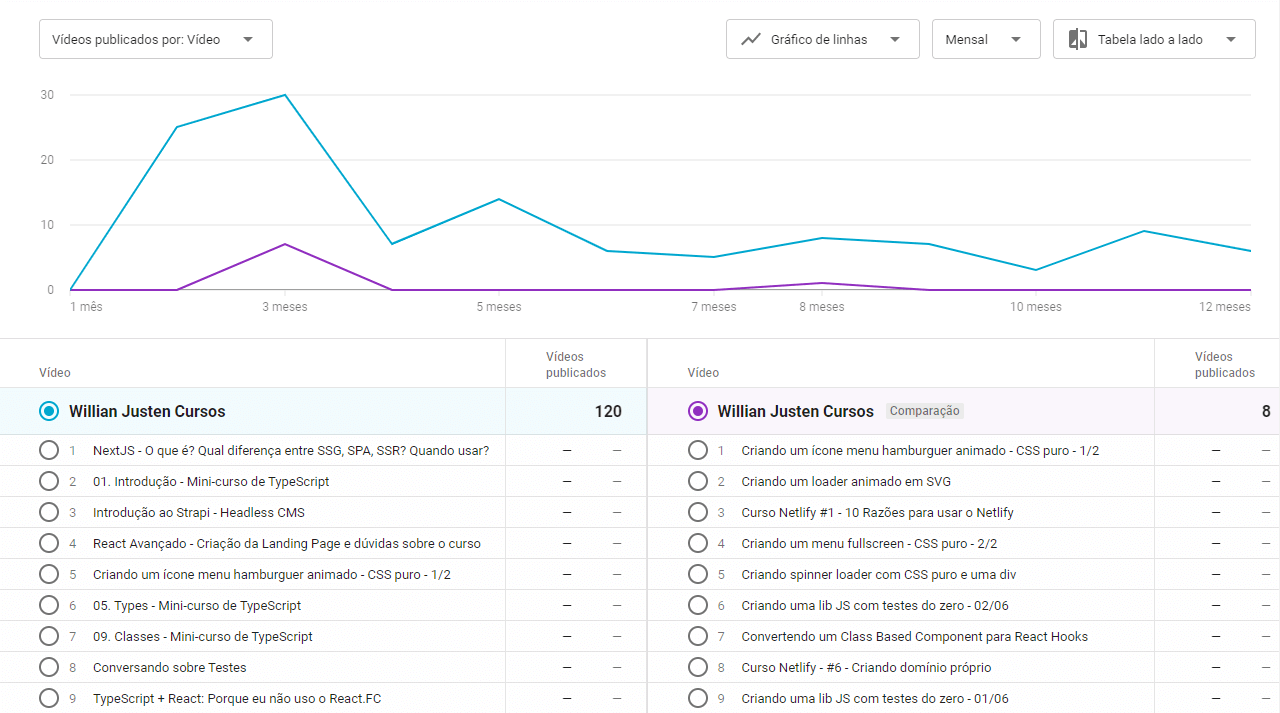 Vídeos publicados por: Vídeo
Gráfico de linhas
Mensal
Tabela lado a lado
30
20
10
0
1 mês
3 meses
5 meses
7 meses
8 meses
10 meses
12 meses
Vídeo
Vídeos publicados
Vídeo
Vídeos publicados
Willian Justen Cursos 120
Willian Justen Cursos Comparação 8
1 NextJS - O que é? Qual diferença entre SSG, SPA, SSR? Quando usar? — —
1 Criando um ícone menu hamburguer animado - CSS puro - 1/2 — —
2 01. Introdução - Mini-curso de TypeScript — —
2 Criando um loader animado em SVG — —
3 Introdução ao Strapi - Headless CMS — —
3 Curso Netlify #1 - 10 Razões para usar o Netlify — —
4 React Avançado - Criação da Landing Page e dúvidas sobre o curso — —
4 Criando um menu fullscreen - CSS puro - 2/2 — —
5 Criando um ícone menu hamburguer animado - CSS puro - 1/2 — —
5 Criando spinner loader com CSS puro e uma div — —
6 05. Types - Mini-curso de TypeScript — —
6 Criando uma lib JS com testes do zero - 02/06 — —
7 09. Classes - Mini-curso de TypeScript — —
7 Convertendo um Class Based Component para React Hooks — —
8 Conversando sobre Testes — —
8 Curso Netlify - #6 - Criando domínio próprio — —
9 TypeScript + React: Porque eu não uso o React.FC — —
9 Criando uma lib JS com testes do zero - 01/06 — —